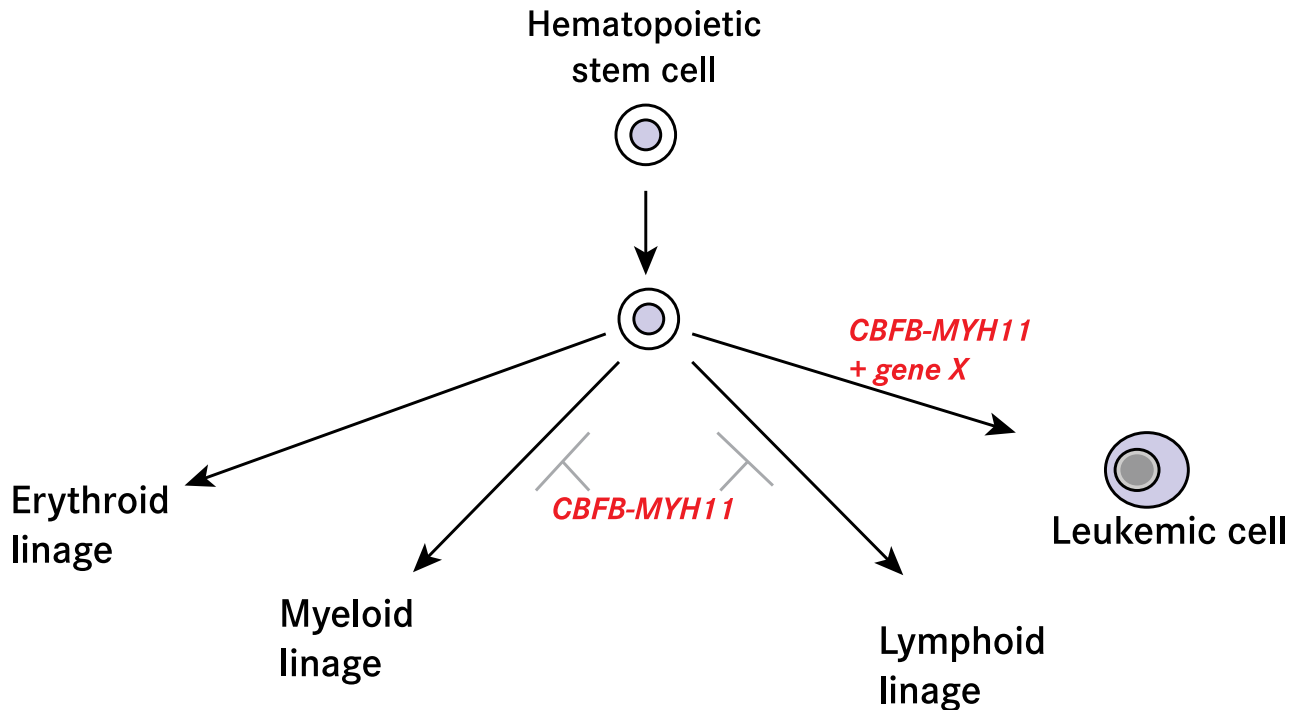 Hematopoietic
stem cell
CBFB-MYH11
+ gene X
Erythroid
linage
CBFB-MYH11
Leukemic cell
Myeloid
linage
Lymphoid
linage